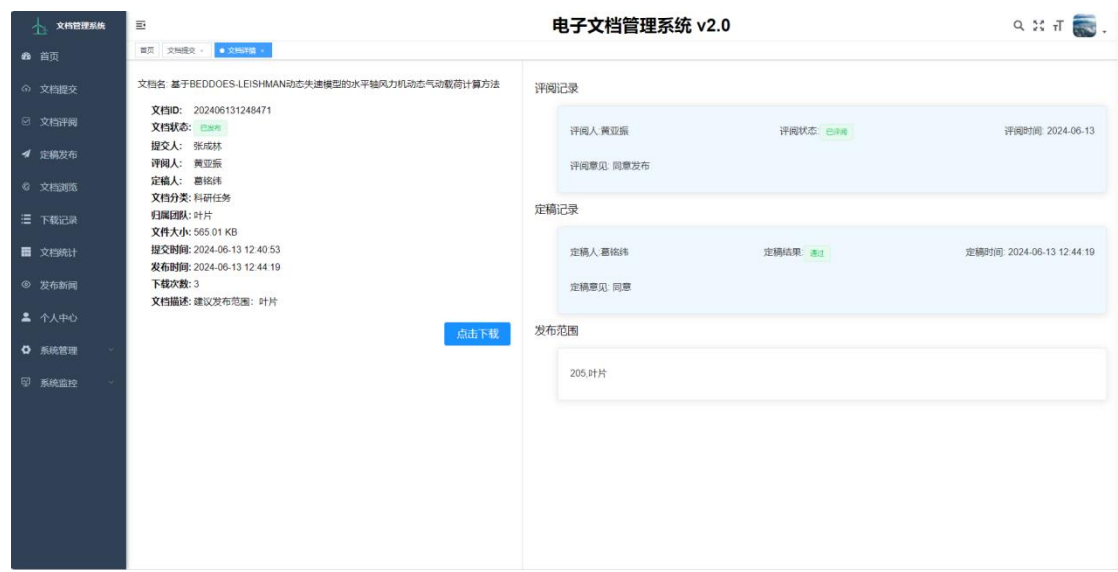 文档管理系统
电子文档管理系统 v2.0
首页
文档提交
文档详情
首页
文档提交
文档评阅
定稿发布
文档浏览
下载记录
文档统计
发布新闻
个人中心
系统管理
系统监控
文档名 基于BEDDOES-LEISHMAN动态失速模型的水平轴风力机动态气动载荷计算方法
文档ID: 202406131248471
文档状态: 已发布
提交人: 张成林
评阅人: 黄亚振
定稿人: 葛铭纬
文档分类: 科研任务
归属团队: 叶片
文件大小: 565.01 KB
提交时间: 2024-06-13 12:40:53
发布时间: 2024-06-13 12:44:19
下载次数: 3
文档描述: 建议发布范围：叶片
点击下载
评阅记录
评阅人:黄亚振 评阅状态: 已评阅 评阅时间: 2024-06-13
评阅意见: 同意发布
定稿记录
定稿人:葛铭纬 定稿结果: 通过 定稿时间: 2024-06-13 12:44:19
定稿意见: 同意
发布范围
205,叶片